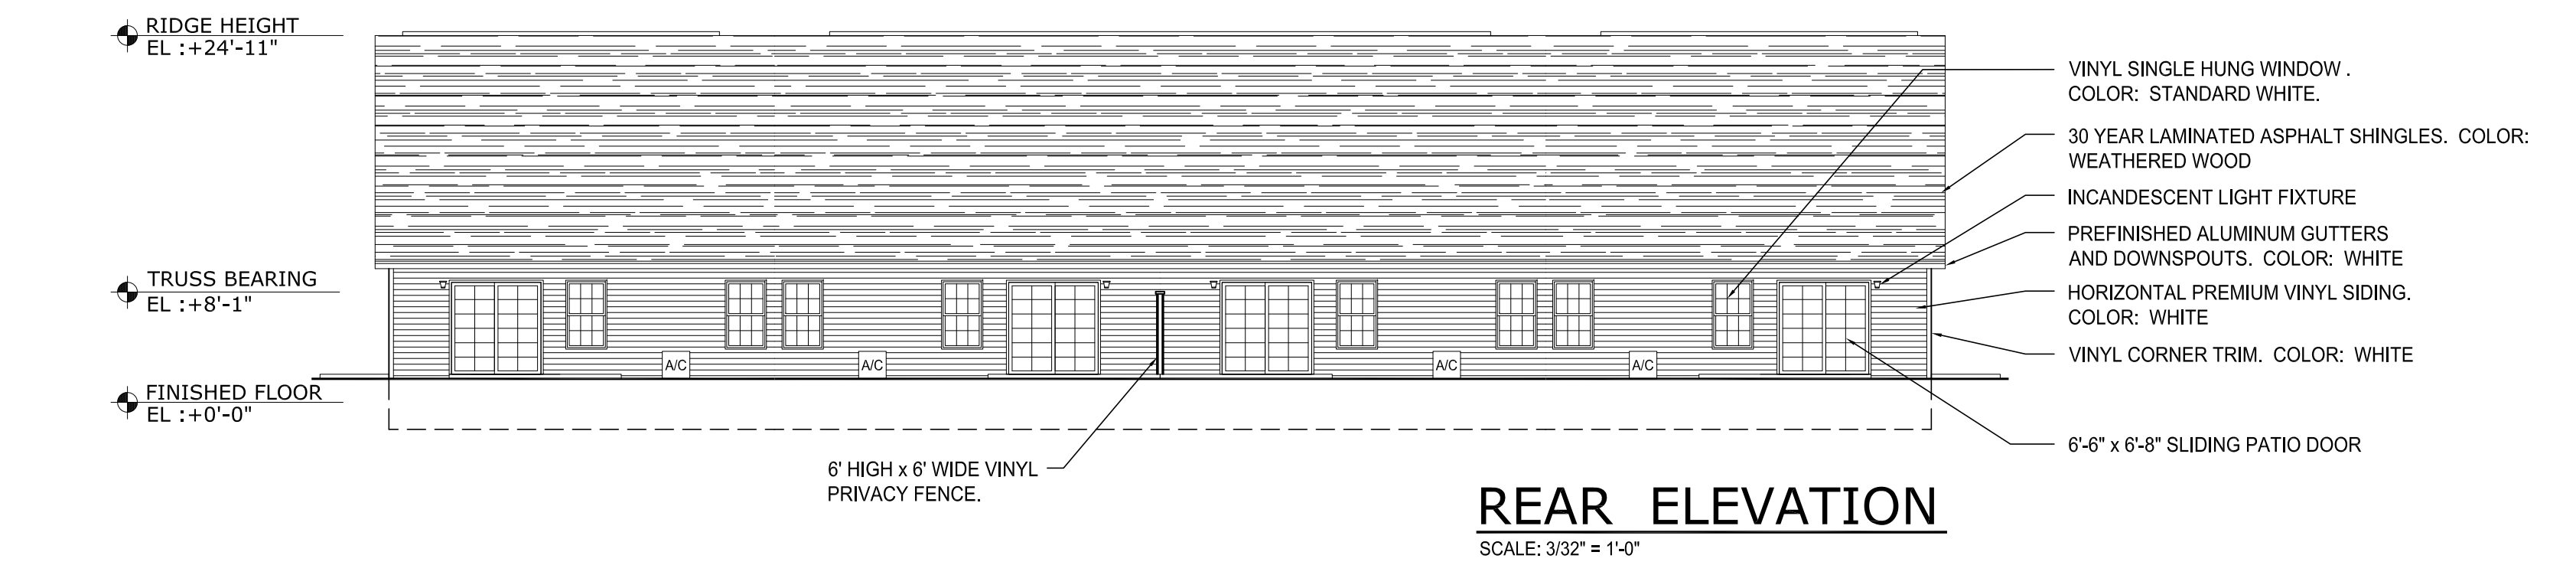 RIDGE HEIGHT
EL :+24'-11"
TRUSS BEARING
EL :+8'-1"
FINISHED FLOOR
EL :+0'-0"
A/C
A/C
A/C
A/C
VINYL SINGLE HUNG WINDOW .
COLOR: STANDARD WHITE.
30 YEAR LAMINATED ASPHALT SHINGLES. COLOR:
WEATHERED WOOD
INCANDESCENT LIGHT FIXTURE
PREFINISHED ALUMINUM GUTTERS
AND DOWNSPOUTS. COLOR: WHITE
HORIZONTAL PREMIUM VINYL SIDING.
COLOR: WHITE
VINYL CORNER TRIM. COLOR: WHITE
6'-6" x 6'-8" SLIDING PATIO DOOR
6' HIGH x 6' WIDE VINYL
PRIVACY FENCE.
REAR ELEVATION
SCALE: 3/32" = 1'-0"